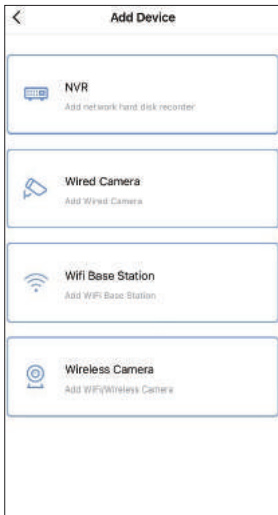 Add Device
NVR
Add network hard disk recorder
Wired Camera
Add Wired Camera
Wifi Base Station
Add WiFi Base Station
Wireless Camera
Add WiFi/Wireless Camera